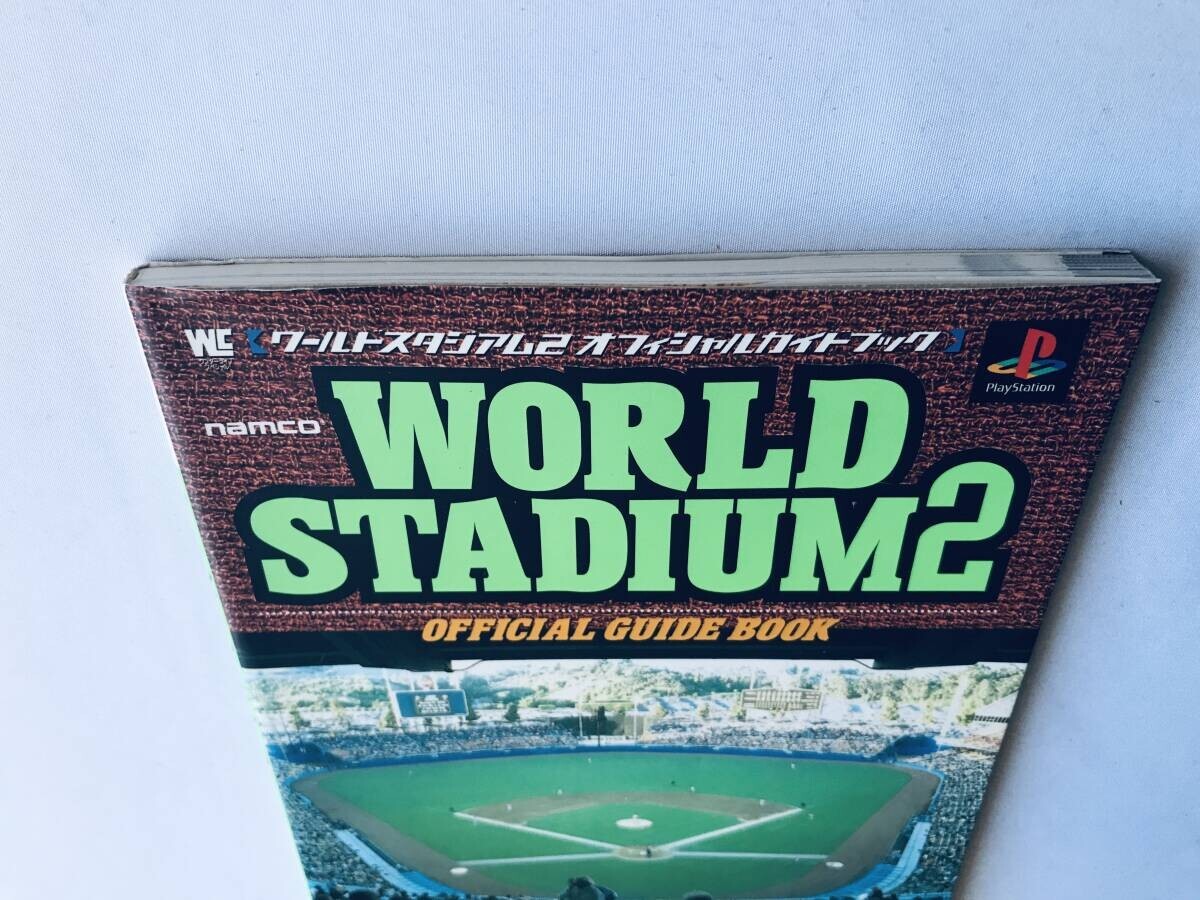 【ワールドスタジアム2 オフィシャルガイドブック】
PlayStation
namco
WORLD
STADIUM2
OFFICIAL GUIDE BOOK